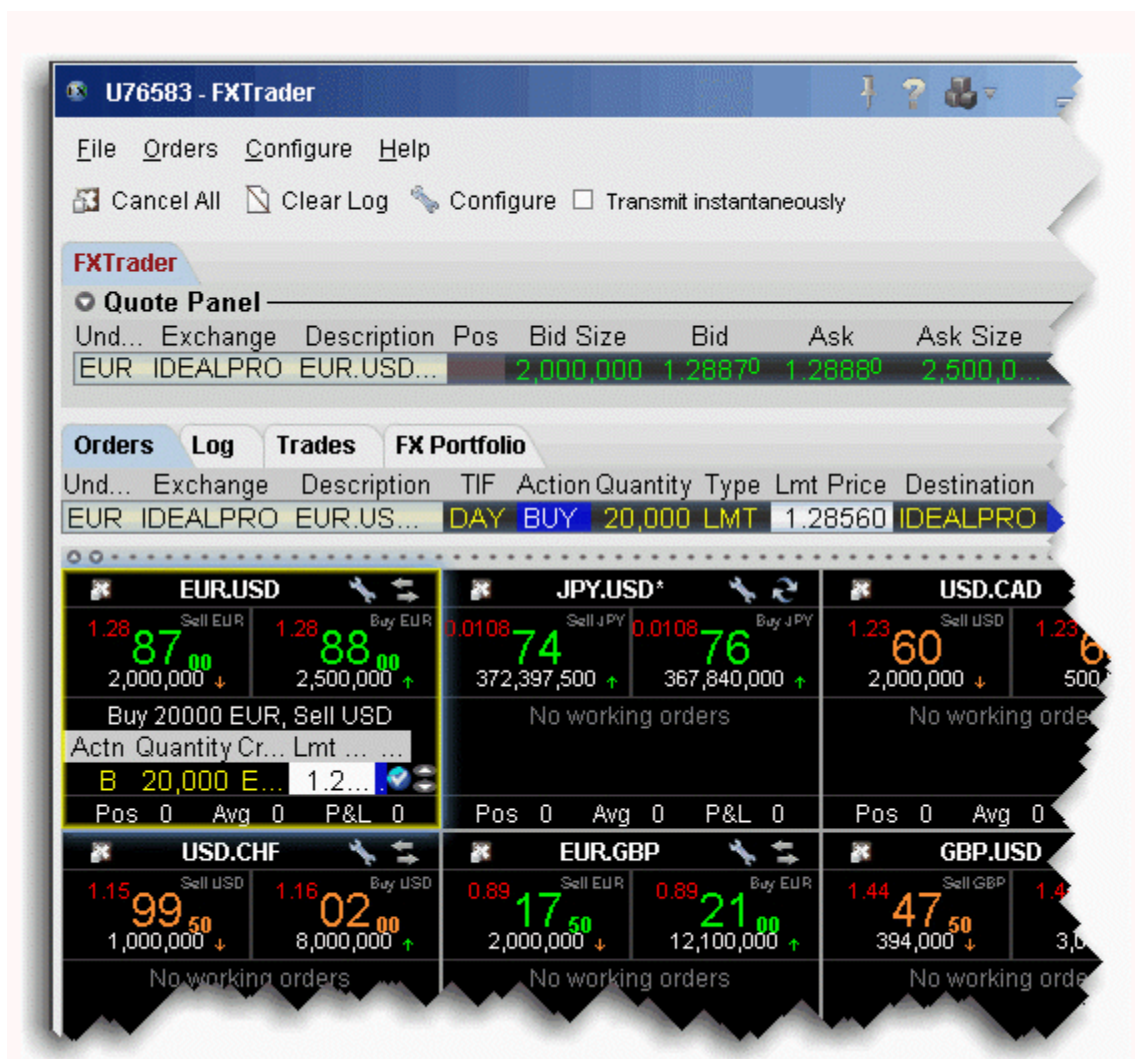 U76583 - FXTrader
File Orders Configure Help
Cancel All Clear Log Configure Transmit instantaneously
FXTrader
Quote Panel
Und... Exchange Description Pos Bid Size Bid Ask Ask Size
EUR IDEALPRO EUR.USD... 2,000,000 1.28870 1.28880 2,500,0...
Orders Log Trades FX Portfolio
Und... Exchange Description TIF Action Quantity Type Lmt Price Destination
EUR IDEALPRO EUR.US... DAY BUY 20,000 LMT 1.28560 IDEALPRO
EUR.USD JPY.USD* USD.CAD
Sell EUR Buy EUR Sell JPY Buy JPY Sell USD
1.28 87 00 1.28 88 00 0.0108 74 0.0108 76 1.23 60 1.23
2,000,000 2,500,000 372,397,500 367,840,000 2,000,000 500,
Buy 20000 EUR, Sell USD No working orders No working orde
Actn Quantity Cr... Lmt ... ...
B 20,000 E... 1.2... .
Pos 0 Avg 0 P&L 0 Pos 0 Avg 0 P&L 0 Pos 0 Avg 0
USD.CHF EUR.GBP GBP.USD
Sell USD Buy USD Sell EUR Buy EUR Sell GBP
1.15 99 50 1.16 02 00 0.89 17 50 0.89 21 00 1.44 47 50
1,000,000 8,000,000 2,000,000 12,100,000 394,000
No working orders No working orders No working orde